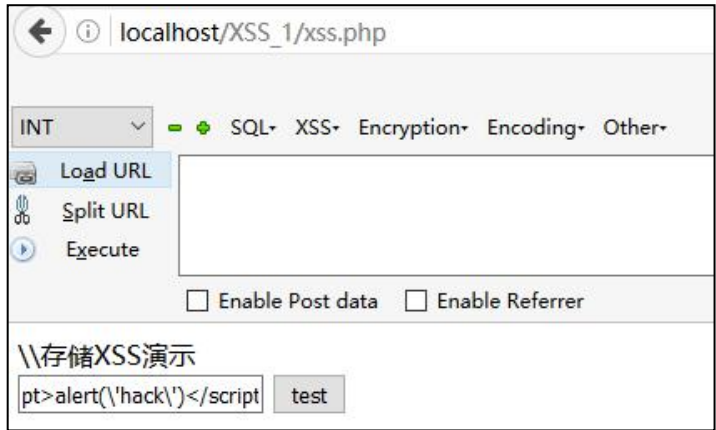 localhost/XSS_1/xss.php
INT SQL XSS Encryption Encoding Other
Load URL
Split URL
Execute
Enable Post data Enable Referrer
\\存储XSS演示
pt>alert(\'hack\')</script test